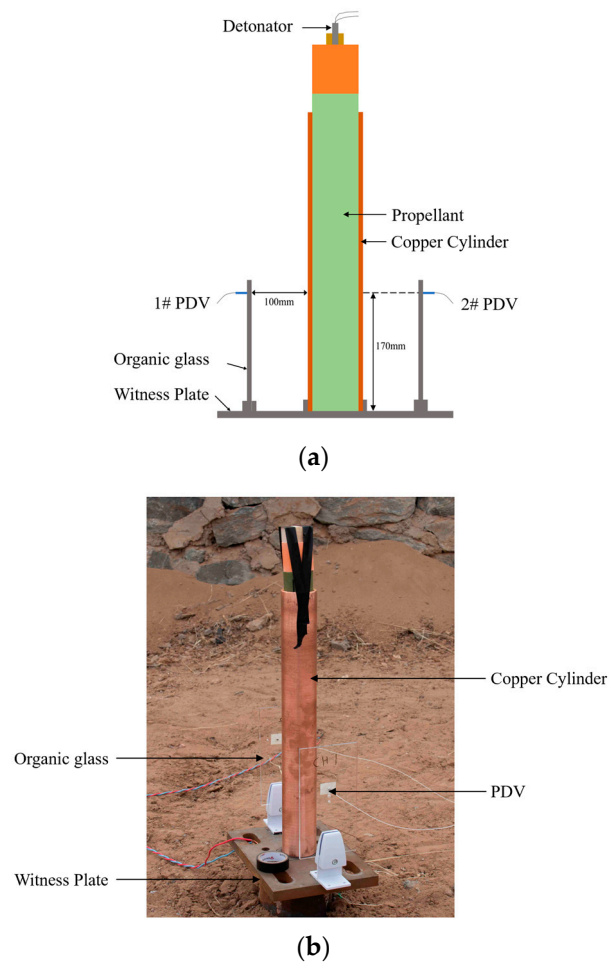 Detonator
Propellant
Copper Cylinder
1# PDV
100mm
2# PDV
170mm
Organic glass
Witness Plate
(a)
Copper Cylinder
CH1
Organic glass
PDV
Witness Plate
(b)